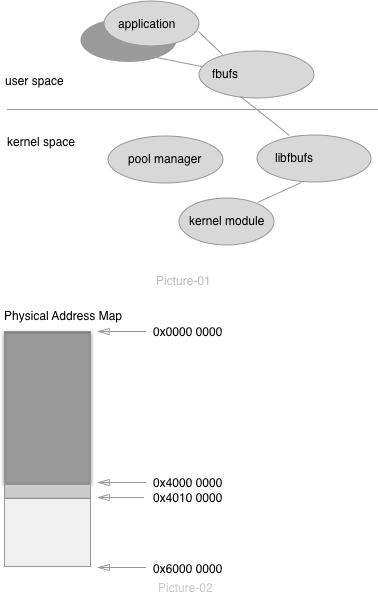 application
fbufs
user space
kernel space
pool manager
libfbufs
kernel module
Picture-01
Physical Address Map
0x0000 0000
0x4000 0000
0x4010 0000
0x6000 0000
Picture-02